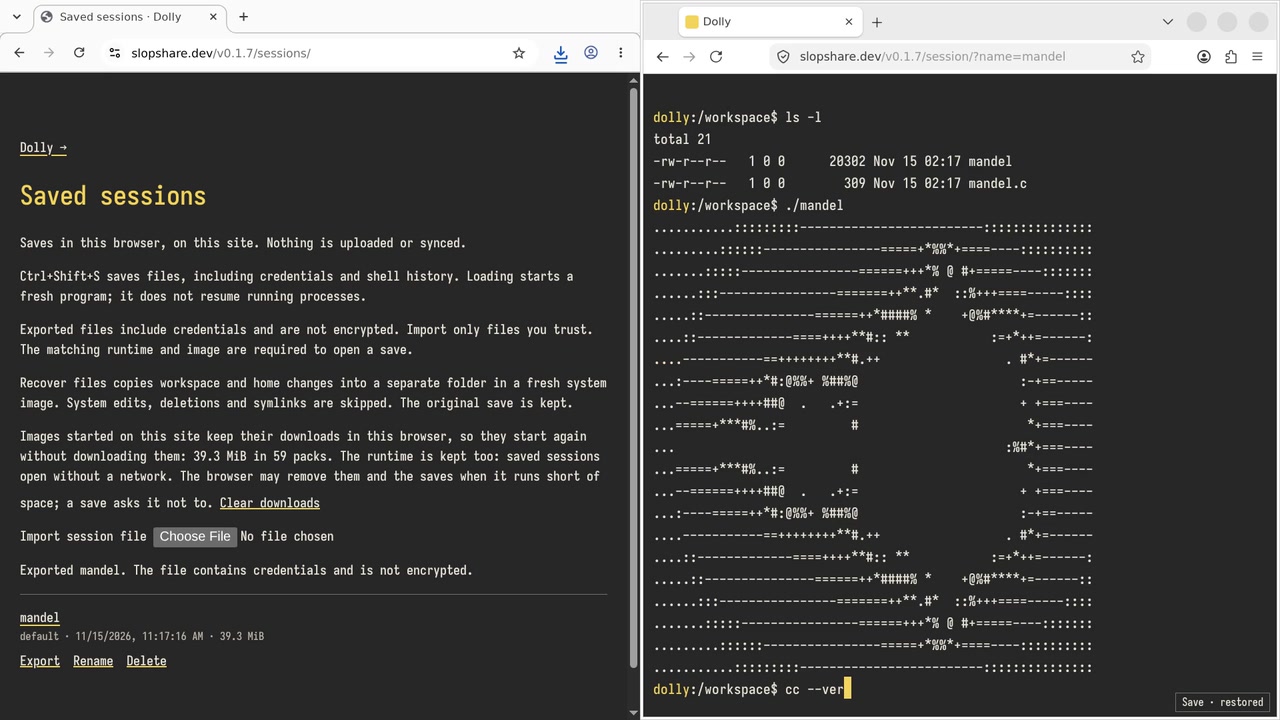 Saved sessions · Dolly
slopshare.dev/v0.1.7/sessions/
Dolly →
Saved sessions
Saves in this browser, on this site. Nothing is uploaded or synced.
Ctrl+Shift+S saves files, including credentials and shell history. Loading starts a
fresh program; it does not resume running processes.
Exported files include credentials and are not encrypted. Import only files you trust.
The matching runtime and image are required to open a save.
Recover files copies workspace and home changes into a separate folder in a fresh system
image. System edits, deletions and symlinks are skipped. The original save is kept.
Images started on this site keep their downloads in this browser, so they start again
without downloading them: 39.3 MiB in 59 packs. The runtime is kept too: saved sessions
open without a network. The browser may remove them and the saves when it runs short of
space; a save asks it not to. Clear downloads
Import session file Choose File No file chosen
Exported mandel. The file contains credentials and is not encrypted.
mandel
default · 11/15/2026, 11:17:16 AM · 39.3 MiB
Export Rename Delete
Dolly
slopshare.dev/v0.1.7/session/?name=mandel
dolly:/workspace$ ls -l
total 21
-rw-r--r--   1 0 0      20302 Nov 15 02:17 mandel
-rw-r--r--   1 0 0        309 Nov 15 02:17 mandel.c
dolly:/workspace$ ./mandel
...........:::::::::-------------------------:::::::::::::::
...........::::::----------------=====+*%%*+====----::::::::::
........:::::----------------======+++*% @ #+=====----:::::::
......:::----------------=======++**.#*  ::%+++====-----::::
.....::---------------======++*####% *    +@%#****+=------::
....::-------------====++++**#:: **           :=+*++=------:
....-----------==++++++++**#.++                 . #*+=------
...:----=====++*#:@%%+ %###%@                      :-+==-----
...--======++++##@  .   .+:=                      + +===----
...=====+***#%..:=         #                       *+===----
...                                             :%#*+===----
...=====+***#%..:=         #                       *+===----
...--======++++##@  .   .+:=                      + +===----
...:----=====++*#:@%%+ %###%@                      :-+==-----
....-----------==++++++++**#.++                 . #*+=------
....::-------------====++++**#:: **           :=+*++=------:
.....::---------------======++*####% *    +@%#****+=------::
......:::----------------=======++**.#*  ::%+++====-----::::
........:::::----------------======+++*% @ #+=====----:::::::
...........::::::----------------=====+*%%*+====----::::::::::
...........:::::::::-------------------------:::::::::::::::
dolly:/workspace$ cc --ver
Save · restored